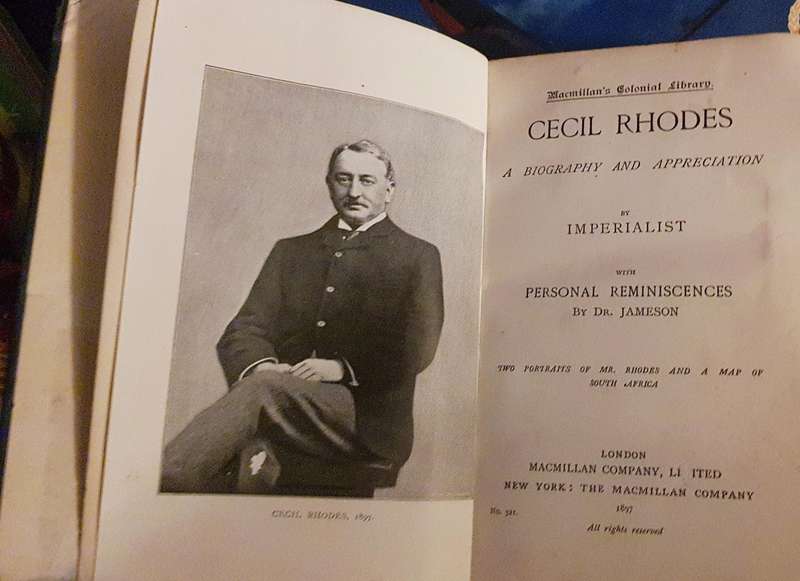 CECIL RHODES, 1897.
Macmillan's Colonial Library.
CECIL RHODES
A BIOGRAPHY AND APPRECIATION
BY
IMPERIALIST
WITH
PERSONAL REMINISCENCES
BY DR. JAMESON
TWO PORTRAITS OF MR. RHODES AND A MAP OF
SOUTH AFRICA
LONDON
MACMILLAN COMPANY, LI ITED
NEW YORK: THE MACMILLAN COMPANY
1897
No. 321.
All rights reserved